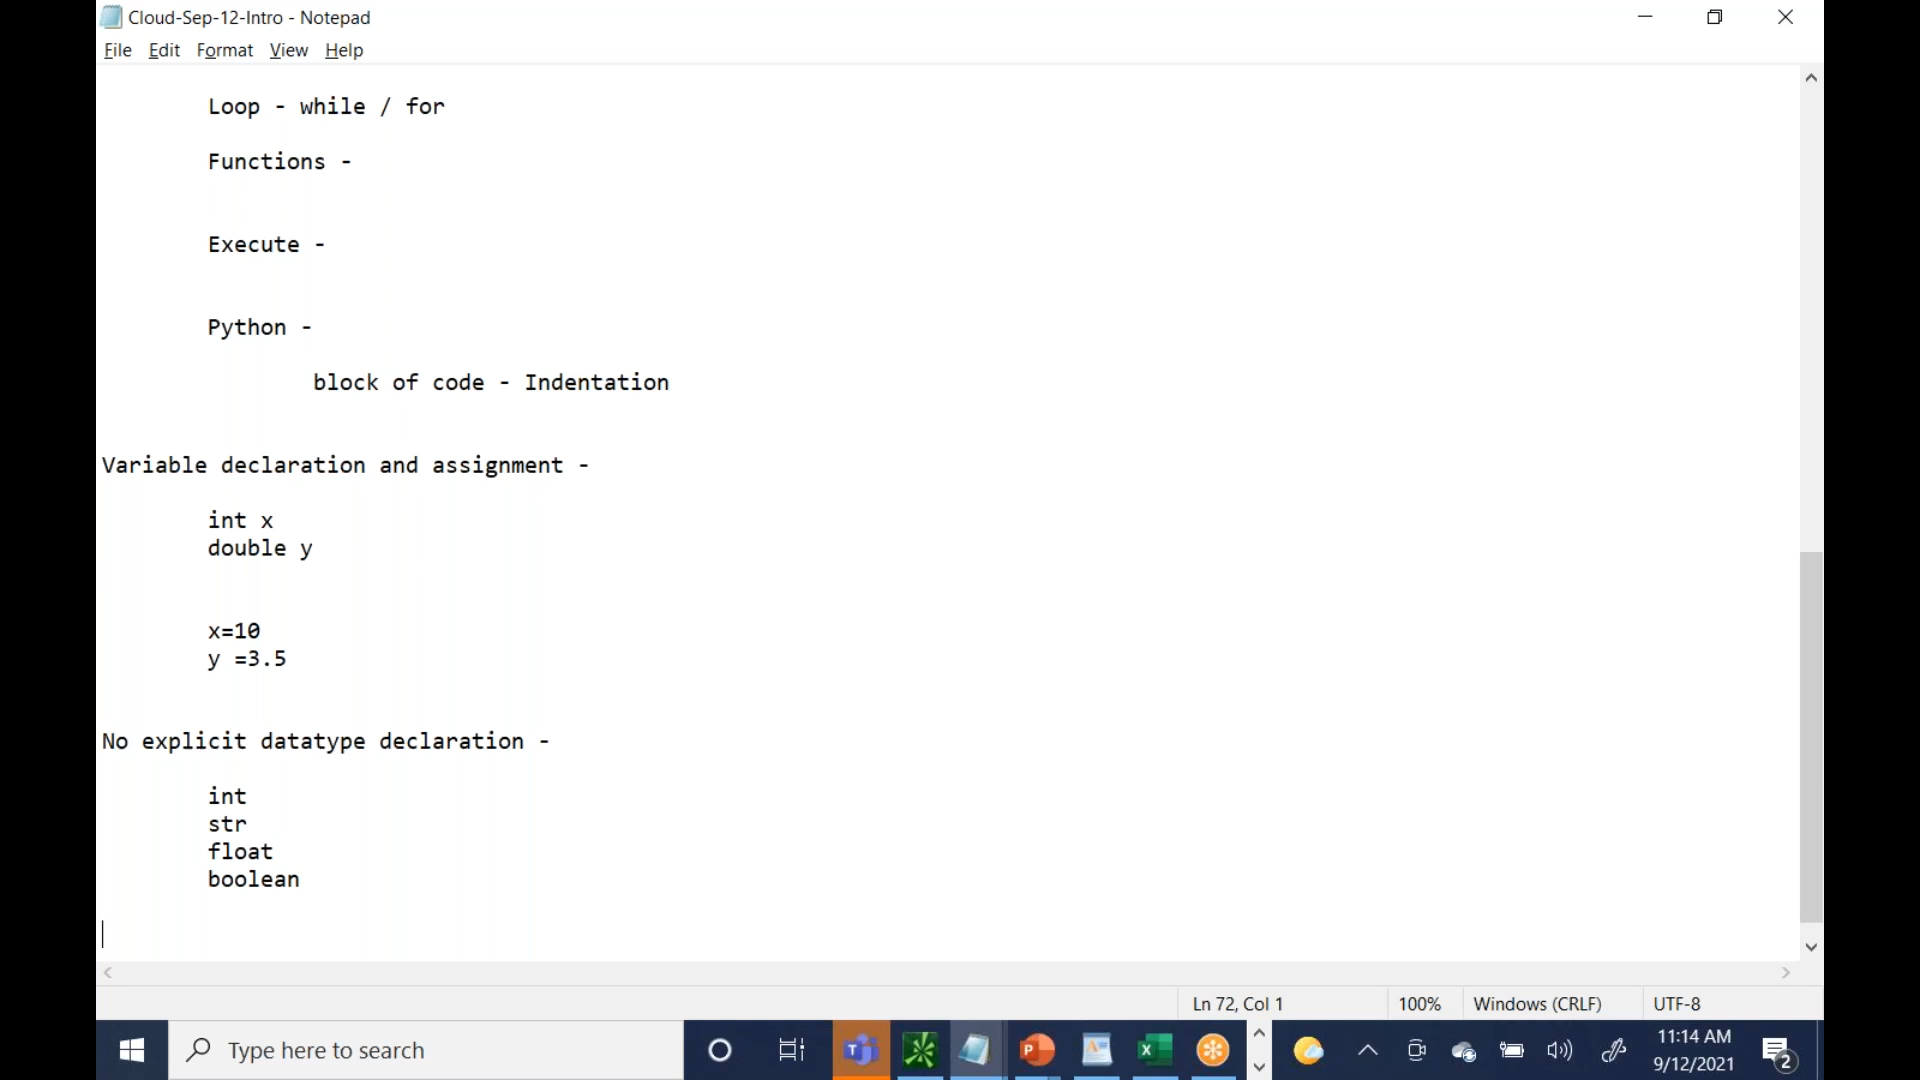 Cloud-Sep-12-Intro - Notepad
File Edit Format View Help
Loop - while / for
Functions -
Execute -
Python -
block of code - Indentation
Variable declaration and assignment -
int x
double y
x=10
y =3.5
No explicit datatype declaration -
int
str
float
boolean
Ln 72, Col 1 100% Windows (CRLF) UTF-8
Type here to search
11:14 AM
9/12/2021
2